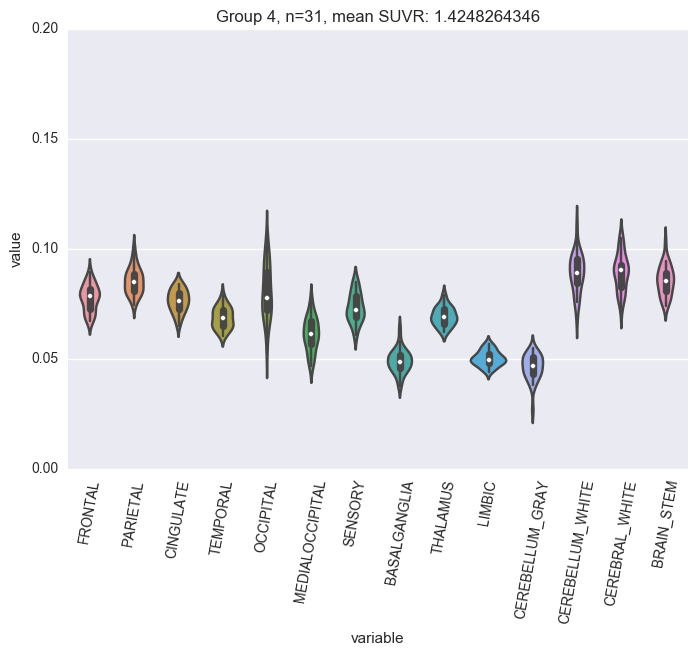 Group 4, n=31, mean SUVR: 1.4248264346
0.20
0.15
0.10
0.05
0.00
value
FRONTAL
PARIETAL
CINGULATE
TEMPORAL
OCCIPITAL
MEDIALOCCIPITAL
SENSORY
BASALGANGLIA
THALAMUS
LIMBIC
CEREBELLUM_GRAY
CEREBELLUM_WHITE
CEREBRAL_WHITE
BRAIN_STEM
variable